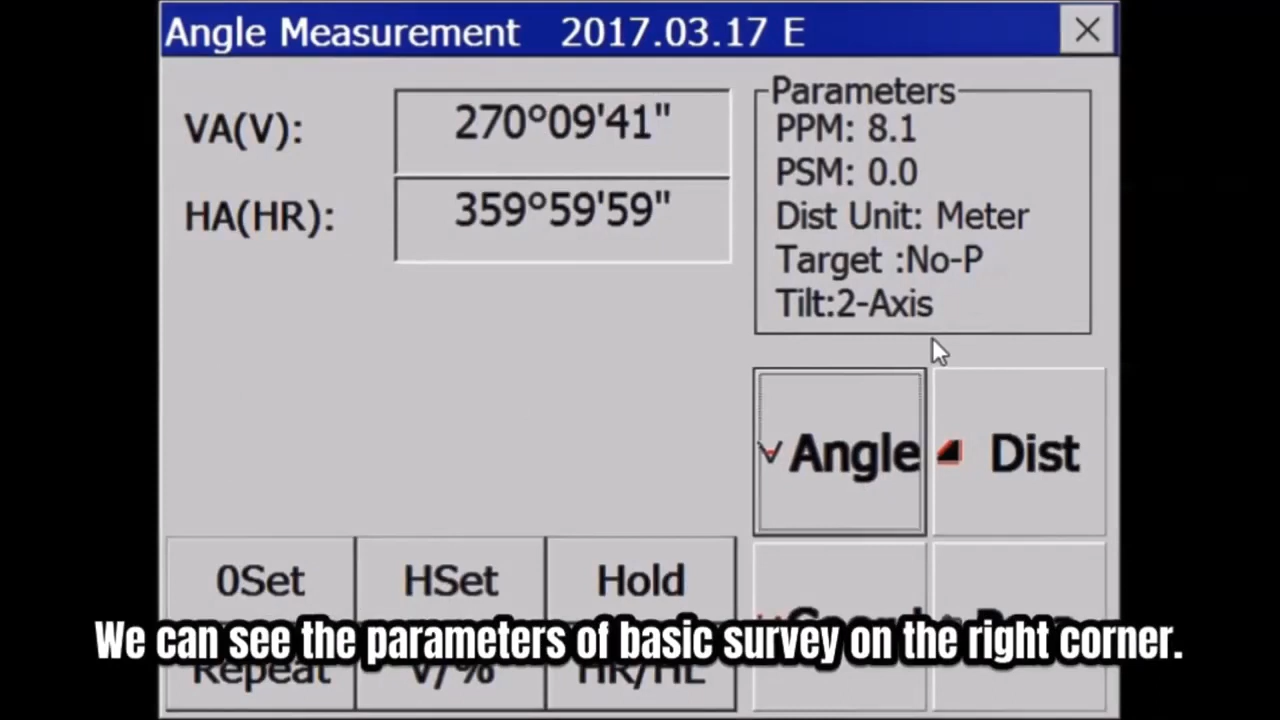 Angle Measurement 2017.03.17 E
VA(V): 270°09'41"
HA(HR): 359°59'59"
Parameters
PPM: 8.1
PSM: 0.0
Dist Unit: Meter
Target :No-P
Tilt:2-Axis
Angle Dist
0Set HSet Hold
We can see the parameters of basic survey on the right corner.
Repeat V/% HR/HL